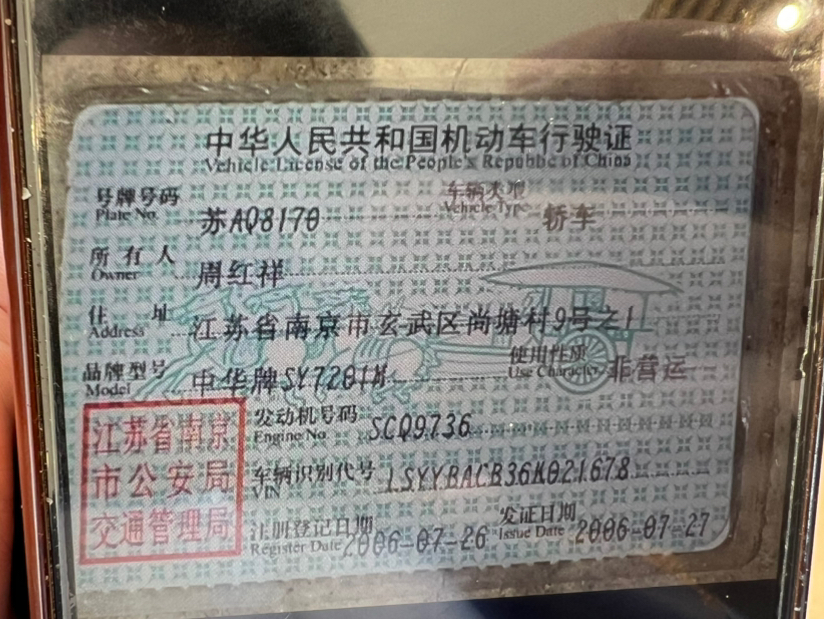 中华人民共和国机动车行驶证
Vehicle License of the People's Republic of China
号牌号码 苏AQ8170 车辆类型 轿车
Plate No. Vehicle Type
所有人 周红祥
Owner
住址 江苏省南京市玄武区尚塘村9号之1
Address
品牌型号 中华牌SY7201M 使用性质 非营运
Model Use Character
江苏省南京
市公安局
交通管理局
发动机号码 SCQ9736
Engine No.
车辆识别代号 LSYYBACB36K021678
VIN
注册登记日期 2006-07-26 发证日期 2006-07-27
Register Date Issue Date